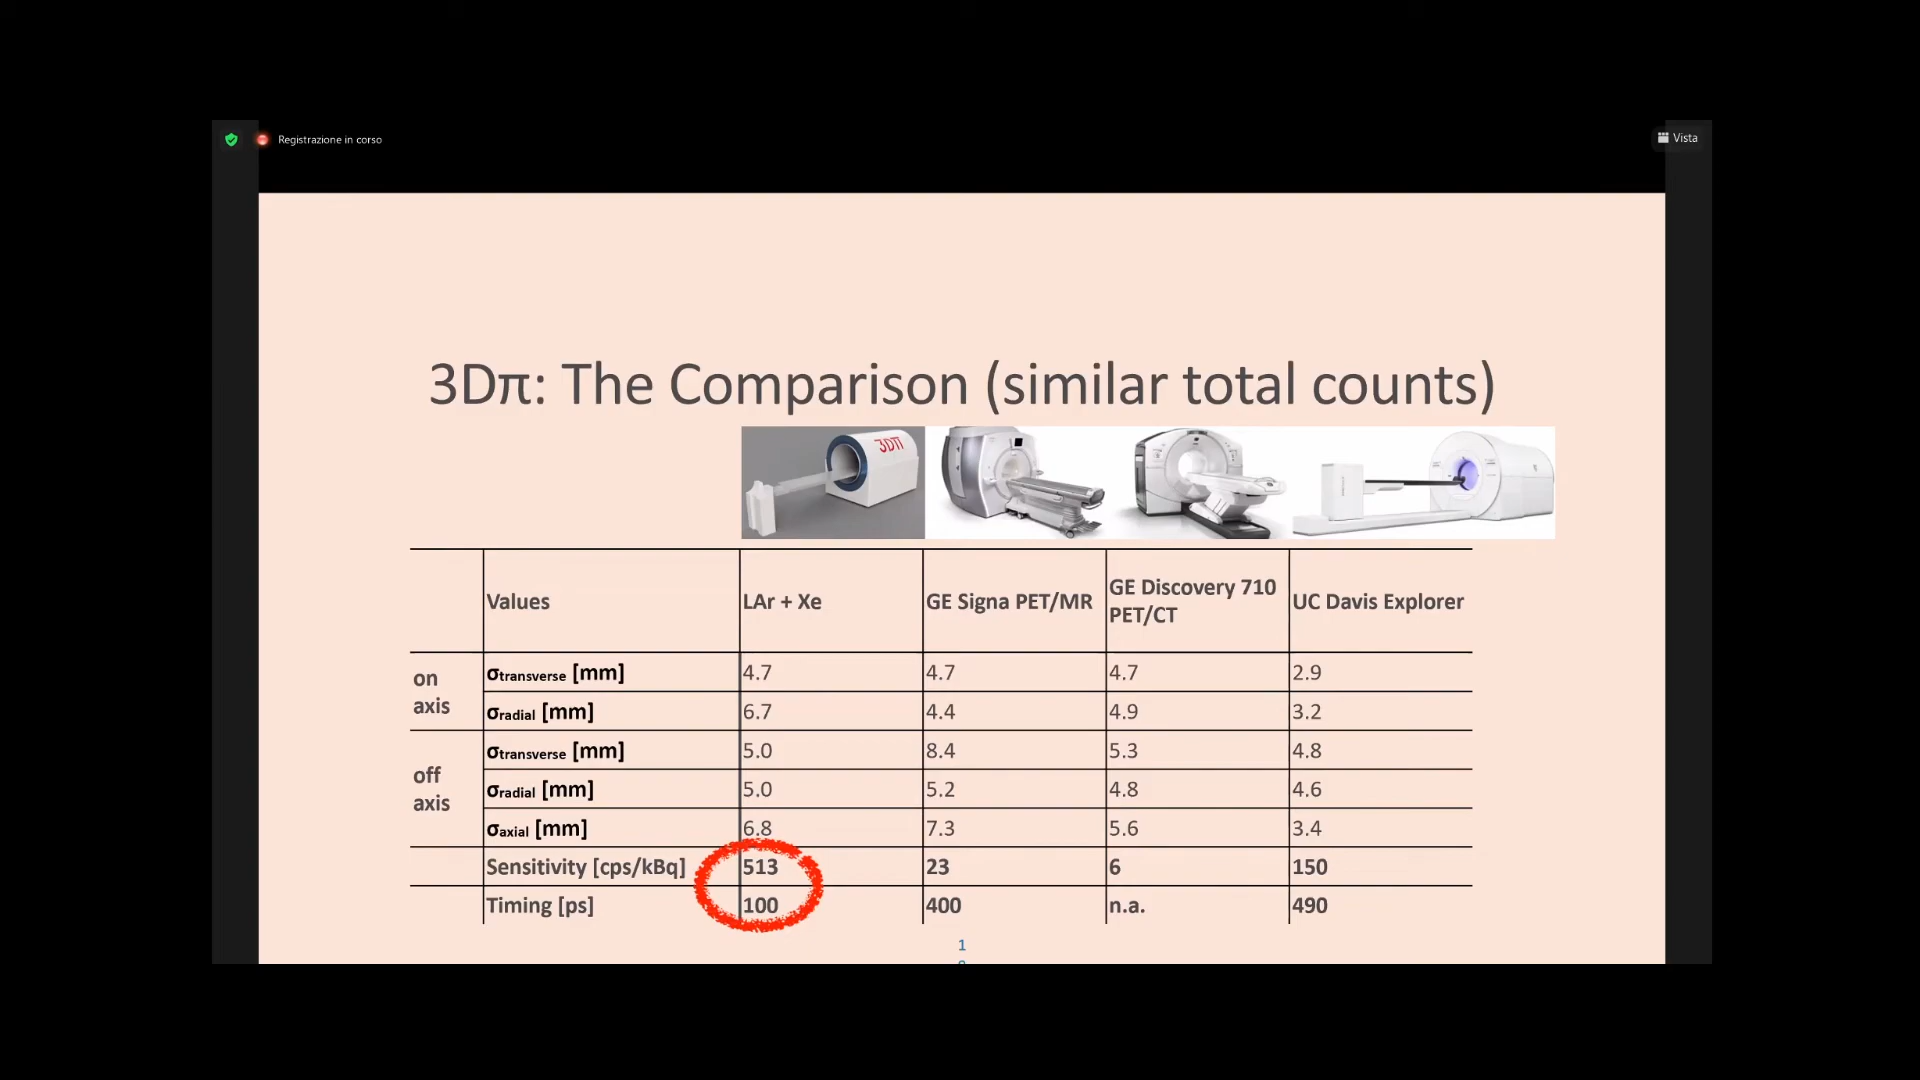 Registrazione in corso
Vista
3Dπ: The Comparison (similar total counts)
3Dπ
Values LAr + Xe GE Signa PET/MR GE Discovery 710 PET/CT UC Davis Explorer
on axis σtransverse [mm] 4.7 4.7 4.7 2.9
σradial [mm] 6.7 4.4 4.9 3.2
off axis σtransverse [mm] 5.0 8.4 5.3 4.8
σradial [mm] 5.0 5.2 4.8 4.6
σaxial [mm] 6.8 7.3 5.6 3.4
Sensitivity [cps/kBq] 513 23 6 150
Timing [ps] 100 400 n.a. 490
1